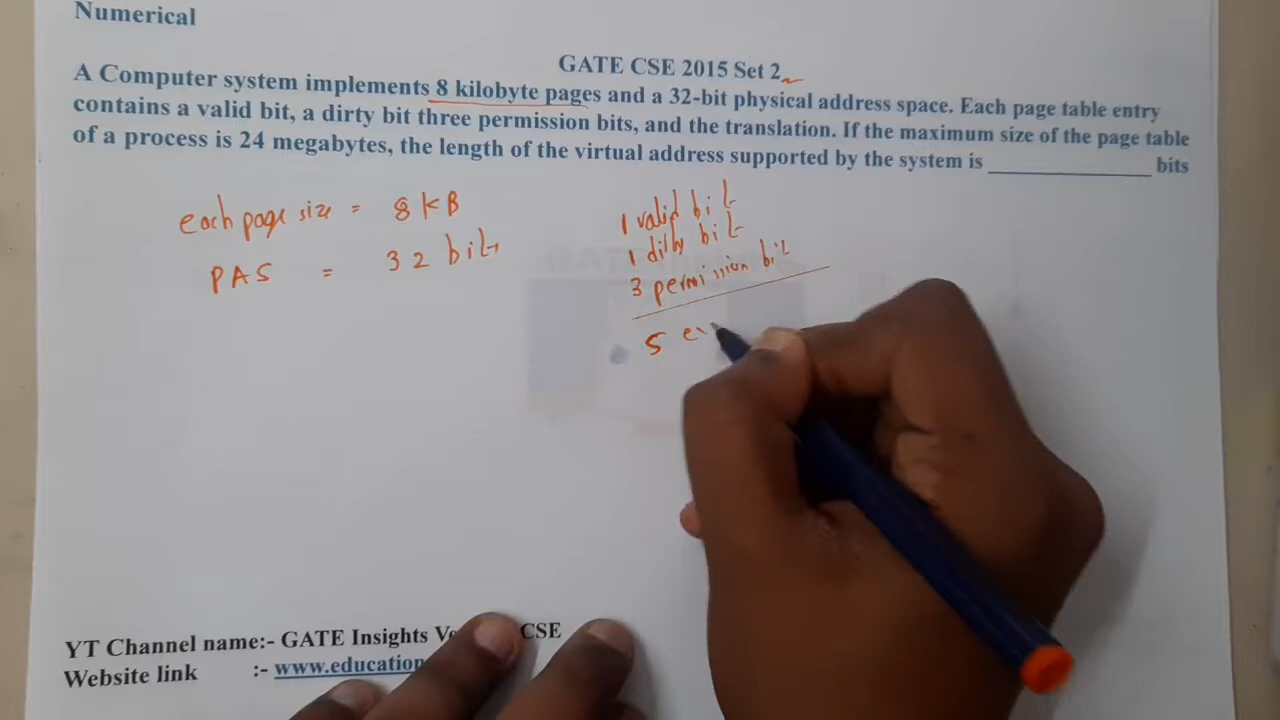 Numerical
GATE CSE 2015 Set 2
A Computer system implements 8 kilobyte pages and a 32-bit physical address space. Each page table entry
contains a valid bit, a dirty bit three permission bits, and the translation. If the maximum size of the page table
of a process is 24 megabytes, the length of the virtual address supported by the system is ____________ bits
each page size = 8 KB
PAS = 32 bits
1 valid bit
1 dirty bit
3 permission bit
5
YT Channel name:- GATE Insights CSE
Website link :- www.education